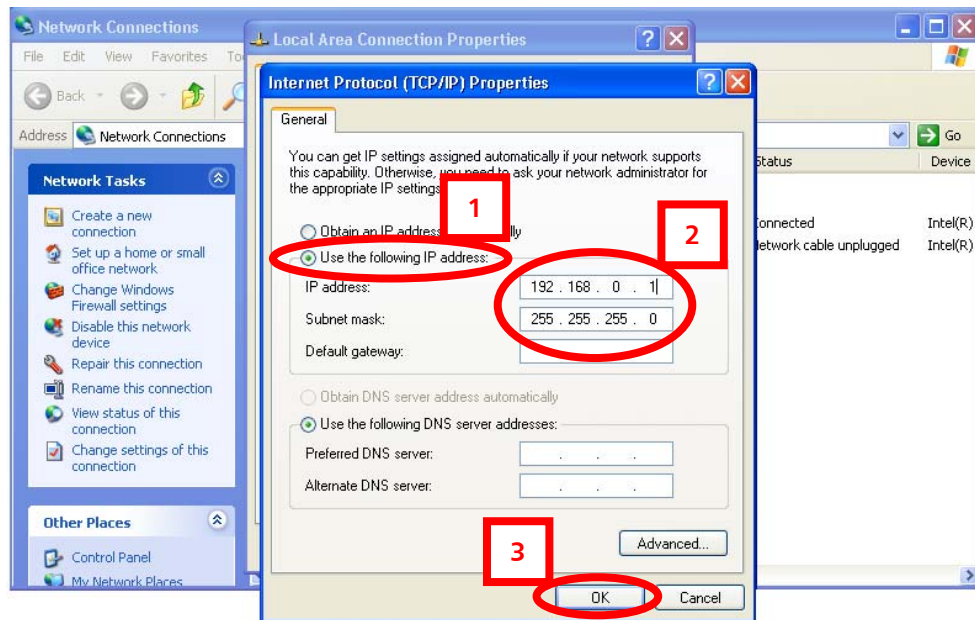 Network Connections
File Edit View Favorites To
Back
Address Network Connections
Go
Status Device
Connected Intel(R)
Network cable unplugged Intel(R)
Network Tasks
Create a new
connection
Set up a home or small
office network
Change Windows
Firewall settings
Disable this network
device
Repair this connection
Rename this connection
View status of this
connection
Change settings of this
connection
Other Places
Control Panel
My Network Places
Local Area Connection Properties
Internet Protocol (TCP/IP) Properties
General
You can get IP settings assigned automatically if your network supports
this capability. Otherwise, you need to ask your network administrator for
the appropriate IP settings
1
Obtain an IP address
2
Use the following IP address:
IP address: 192 . 168 . 0 . 1
Subnet mask: 255 . 255 . 255 . 0
Default gateway:
Obtain DNS server address automatically
Use the following DNS server addresses:
Preferred DNS server: . . .
Alternate DNS server: . . .
Advanced...
3
OK Cancel